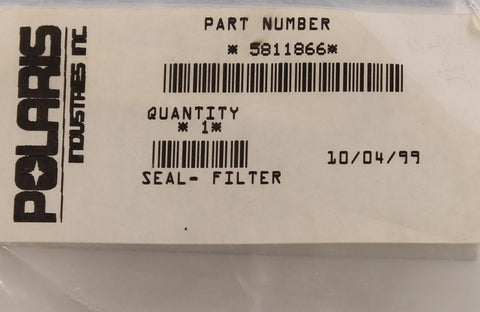 POLARIS
INDUSTRIES INC
PART NUMBER
* 5811866*
QUANTITY
* 1*
10/04/99
SEAL- FILTER